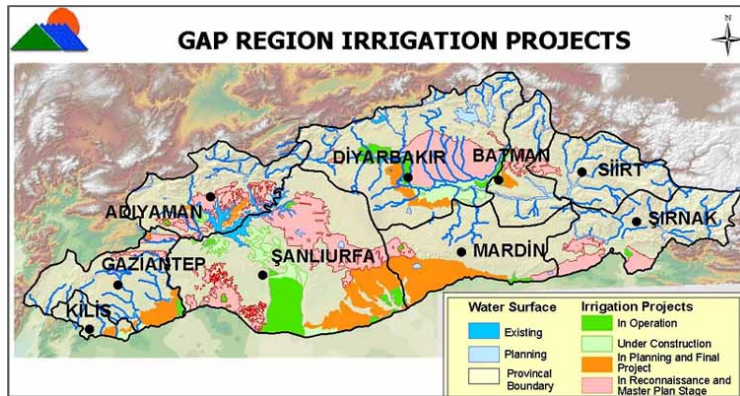 GAP REGION IRRIGATION PROJECTS
DİYARBAKIR
BATMAN
SİİRT
ADIYAMAN
ŞIRNAK
MARDİN
ŞANLIURFA
GAZİANTEP
KİLİS
Water Surface
Existing
Planning
Provincal
Boundary
Irrigation Projects
In Operation
Under Construction
In Planning and Final
Project
In Reconnaissance and
Master Plan Stage